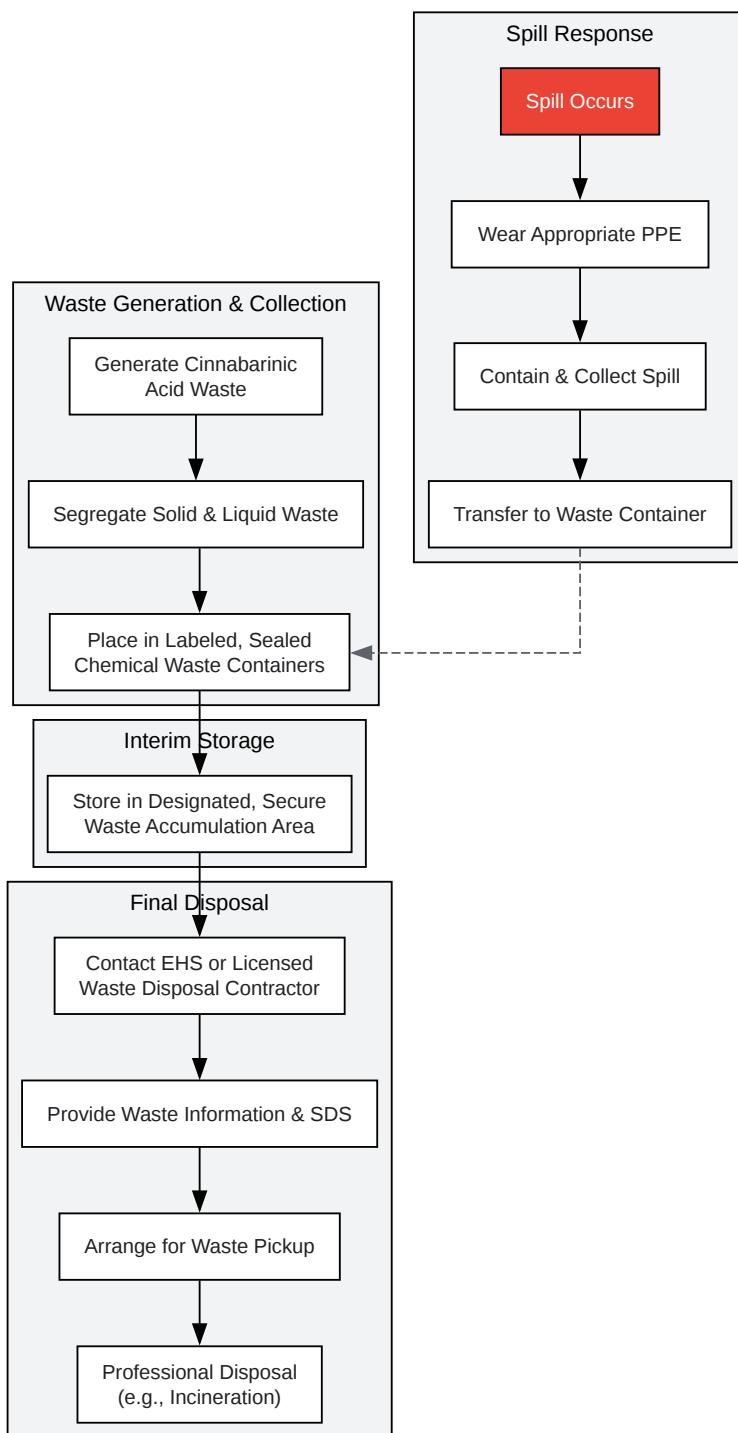 Spill Response
Spill Occurs
Wear Appropriate PPE
Contain & Collect Spill
Transfer to Waste Container
Waste Generation & Collection
Generate Cinnabarinic
Acid Waste
Segregate Solid & Liquid Waste
Place in Labeled, Sealed
Chemical Waste Containers
Interim Storage
Store in Designated, Secure
Waste Accumulation Area
Final Disposal
Contact EHS or Licensed
Waste Disposal Contractor
Provide Waste Information & SDS
Arrange for Waste Pickup
Professional Disposal
(e.g., Incineration)